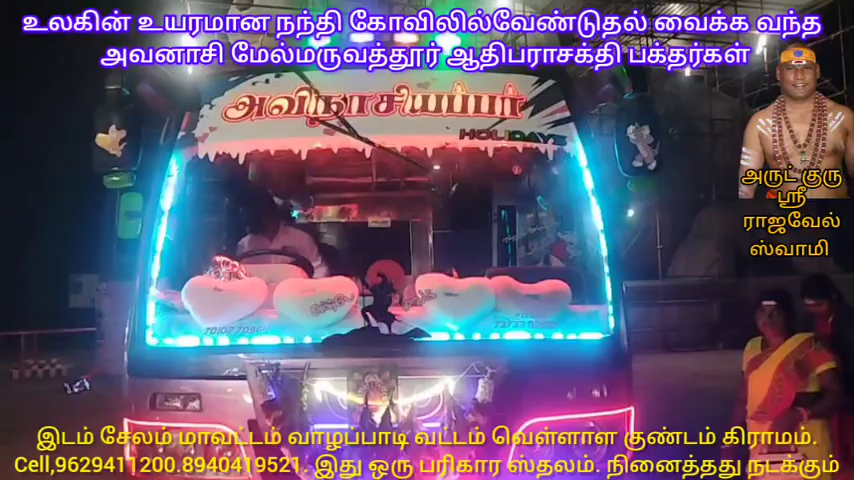 உலகின் உயரமான நந்தி கோவிலில்வேண்டுதல் வைக்க வந்த
அவனாசி மேல்மருவத்தூர் ஆதிபராசக்தி பக்தர்கள்
அவிநாசியப்பர்
HOLIDAYS
அருட் குரு
ஸ்ரீ
ராஜவேல்
ஸ்வாமி
இடம் சேலம் மாவட்டம் வாழப்பாடி வட்டம் வெள்ளாள குண்டம் கிராமம்.
Cell,9629411200.8940419521. இது ஒரு பரிகார ஸ்தலம். நினைத்தது நடக்கும்